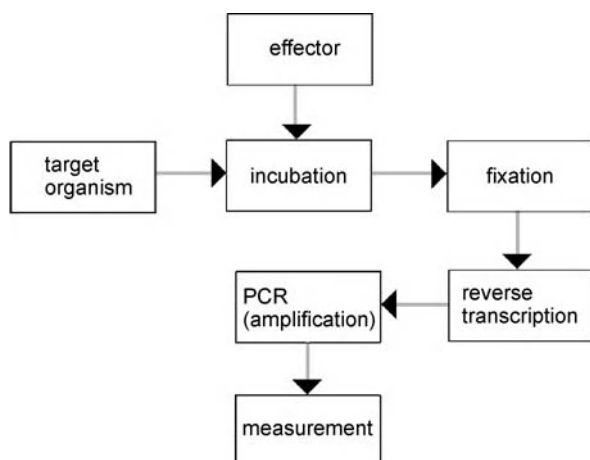 effector
target
organism
incubation
fixation
PCR
(amplification)
reverse
transcription
measurement